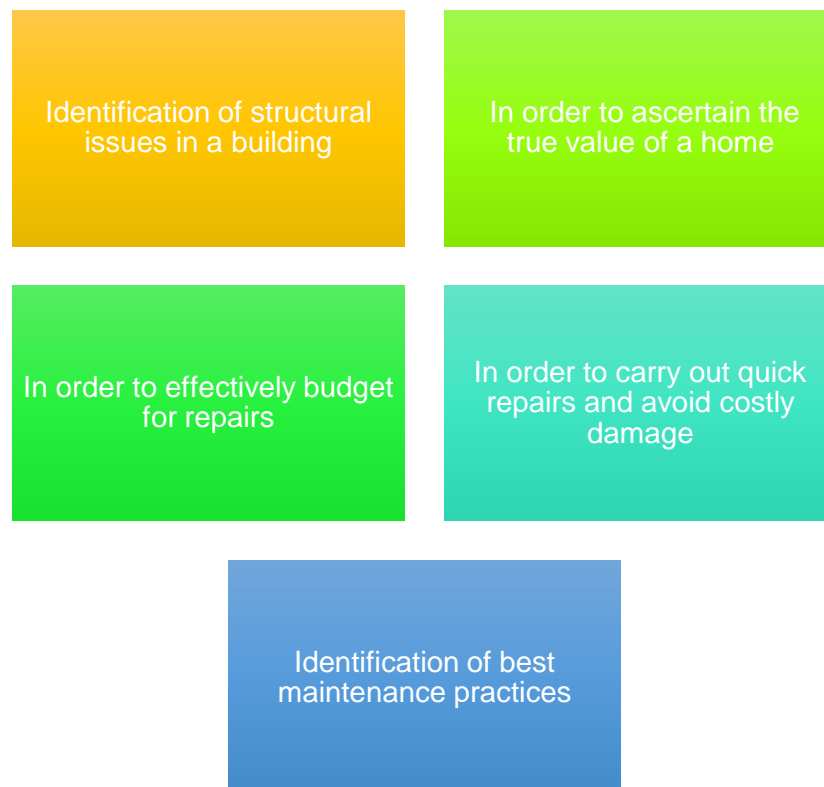 Identification of structural
issues in a building
In order to ascertain the
true value of a home
In order to effectively budget
for repairs
In order to carry out quick
repairs and avoid costly
damage
Identification of best
maintenance practices